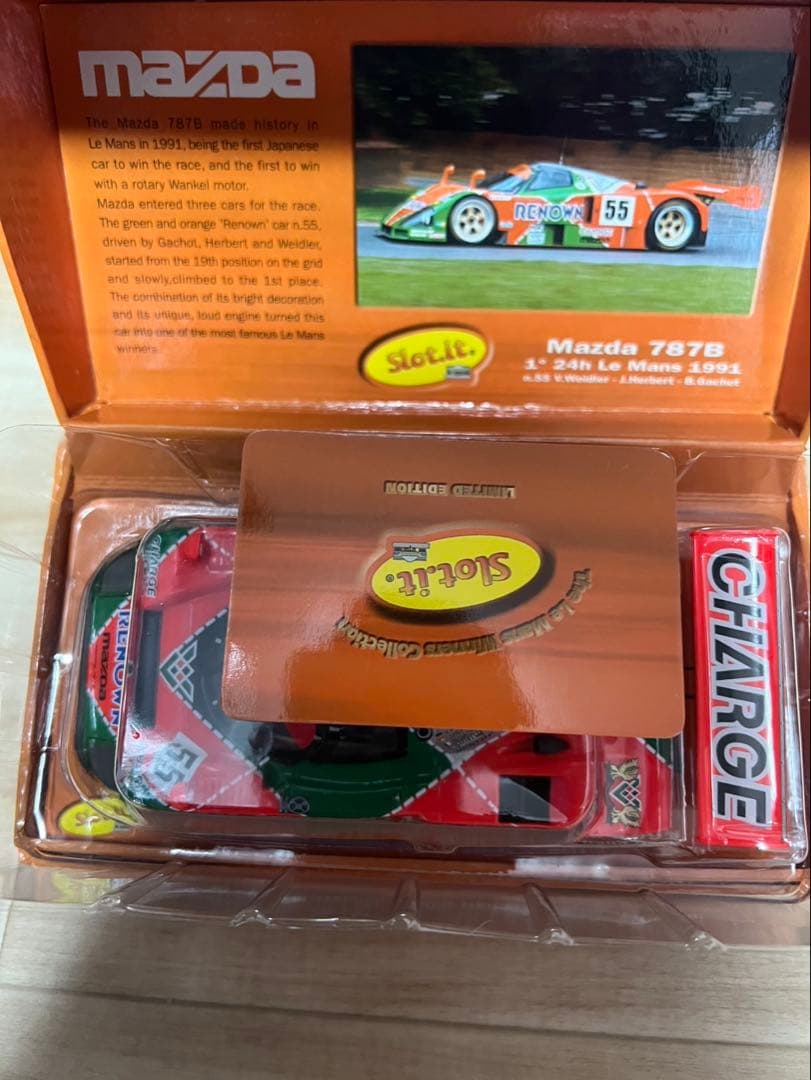 mazda
The Mazda 787B made history in
Le Mans in 1991, being the first Japanese
car to win the race, and the first to win
with a rotary Wankel motor.
Mazda entered three cars for the race.
The green and orange 'Renown' car n.55,
driven by Gachot, Herbert and Weidler,
started from the 19th position on the grid
and slowly,climbed to the 1st place.
The combination of its bright decoration
and its unique, loud engine turned this
car into one of the most famous Le Mans
winners.
RENOWN
55
Slot.it.
Mazda 787B
1° 24h Le Mans 1991
n.55 V.Weidler - J.Herbert - B.Gachot
LIMITED EDITION
Slot.it.
The Le Mans Winners Collection
CHARGE
RENOWN
mazda
55
CHARGE